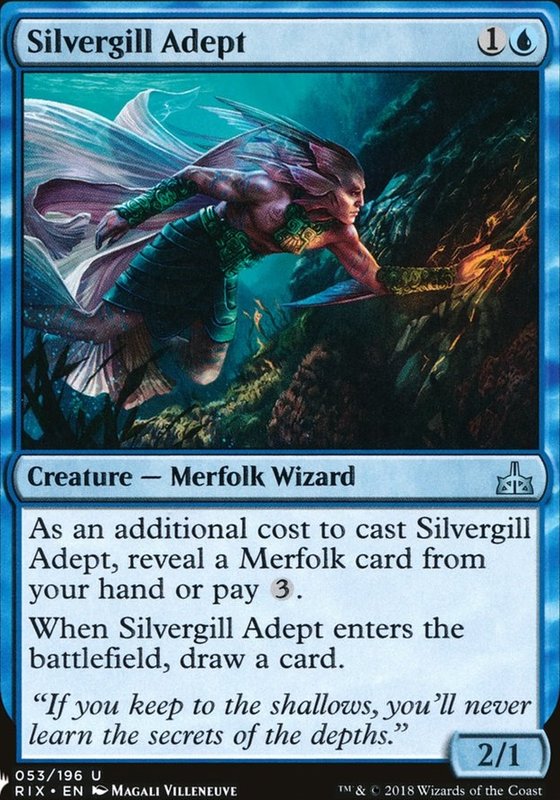 Silvergill Adept 1
Creature — Merfolk Wizard
As an additional cost to cast Silvergill
Adept, reveal a Merfolk card from
your hand or pay 3.
When Silvergill Adept enters the
battlefield, draw a card.
“If you keep to the shallows, you’ll never
learn the secrets of the depths.”
2/1
053/196 U
RIX • EN Magali Villeneuve
™ & © 2018 Wizards of the Coast